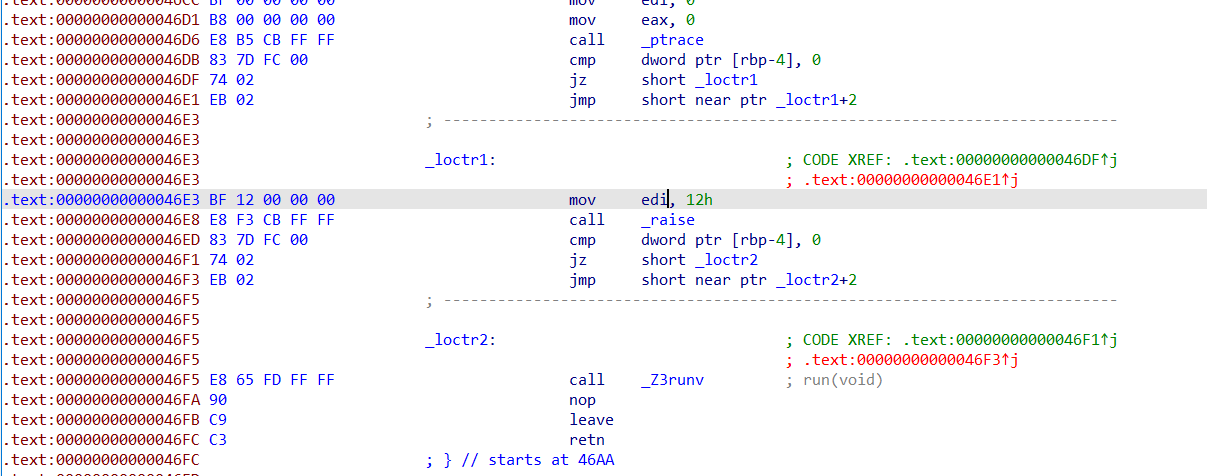 .text:00000000000046CC BF 00 00 00 00 mov edi, 0
.text:00000000000046D1 B8 00 00 00 00 mov eax, 0
.text:00000000000046D6 E8 B5 CB FF FF call _ptrace
.text:00000000000046DB 83 7D FC 00 cmp dword ptr [rbp-4], 0
.text:00000000000046DF 74 02 jz short _loctr1
.text:00000000000046E1 EB 02 jmp short near ptr _loctr1+2
.text:00000000000046E3 ; ---------------------------------------------------------------------------
.text:00000000000046E3
.text:00000000000046E3 _loctr1: ; CODE XREF: .text:00000000000046DF↑j
.text:00000000000046E3 ; .text:00000000000046E1↑j
.text:00000000000046E3 BF 12 00 00 00 mov edi, 12h
.text:00000000000046E8 E8 F3 CB FF FF call _raise
.text:00000000000046ED 83 7D FC 00 cmp dword ptr [rbp-4], 0
.text:00000000000046F1 74 02 jz short _loctr2
.text:00000000000046F3 EB 02 jmp short near ptr _loctr2+2
.text:00000000000046F5 ; ---------------------------------------------------------------------------
.text:00000000000046F5
.text:00000000000046F5 _loctr2: ; CODE XREF: .text:00000000000046F1↑j
.text:00000000000046F5 ; .text:00000000000046F3↑j
.text:00000000000046F5 E8 65 FD FF FF call _Z3runv ; run(void)
.text:00000000000046FA 90 nop
.text:00000000000046FB C9 leave
.text:00000000000046FC C3 retn
.text:00000000000046FC ; } // starts at 46AA